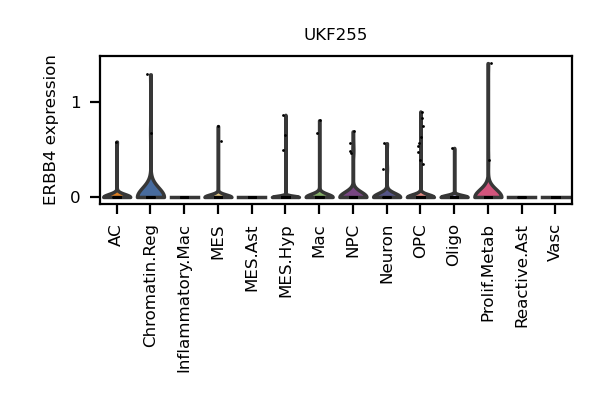 UKF255
ERBB4 expression
1
0
AC
Chromatin.Reg
Inflammatory.Mac
MES
MES.Ast
MES.Hyp
Mac
NPC
Neuron
OPC
Oligo
Prolif.Metab
Reactive.Ast
Vasc